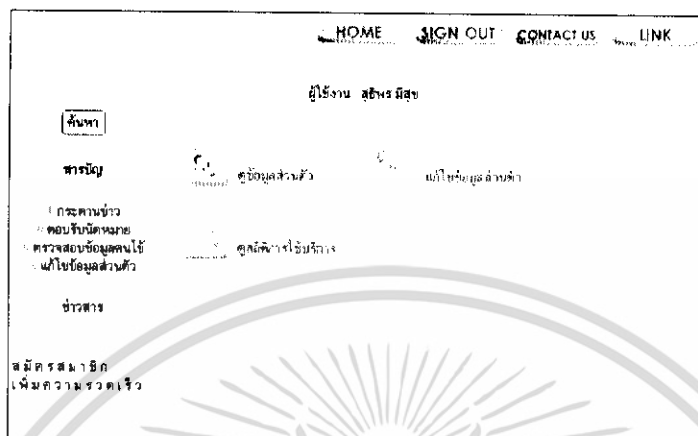 HOME SIGN OUT CONTACT US LINK
ผู้ใช้งาน สุธีพร มีสุข
ค้นหา
สารบัญ
ดูข้อมูลส่วนตัว แก้ไขข้อมูลส่วนตัว
กระดานข่าว
ตอบรับนัดหมาย
ตรวจสอบข้อมูลคนไข้
แก้ไขข้อมูลส่วนตัว
ดูสถิติการใช้บริการ
ข่าวสาร
สมัครสมาชิก
เพิ่มความรวดเร็ว